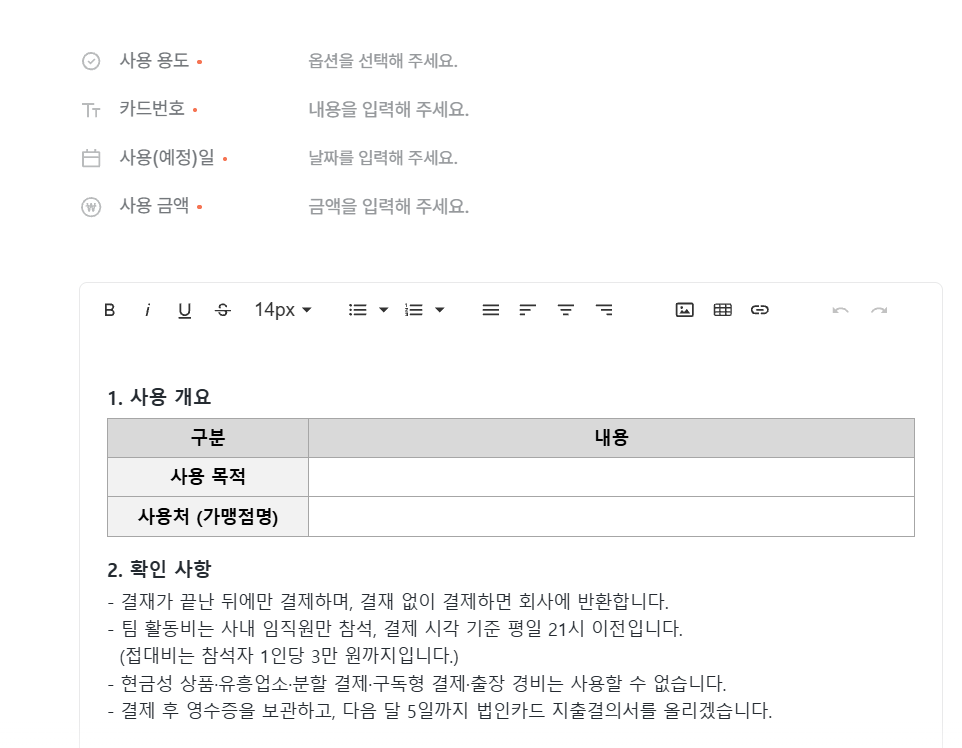 사용 용도 • 옵션을 선택해 주세요.
카드번호 • 내용을 입력해 주세요.
사용(예정)일 • 날짜를 입력해 주세요.
사용 금액 • 금액을 입력해 주세요.
B i U S 14px
1. 사용 개요
구분 내용
사용 목적
사용처 (가맹점명)
2. 확인 사항
- 결재가 끝난 뒤에만 결제하며, 결재 없이 결제하면 회사에 반환합니다.
- 팀 활동비는 사내 임직원만 참석, 결제 시각 기준 평일 21시 이전입니다.
(접대비는 참석자 1인당 3만 원까지입니다.)
- 현금성 상품·유흥업소·분할 결제·구독형 결제·출장 경비는 사용할 수 없습니다.
- 결제 후 영수증을 보관하고, 다음 달 5일까지 법인카드 지출결의서를 올리겠습니다.